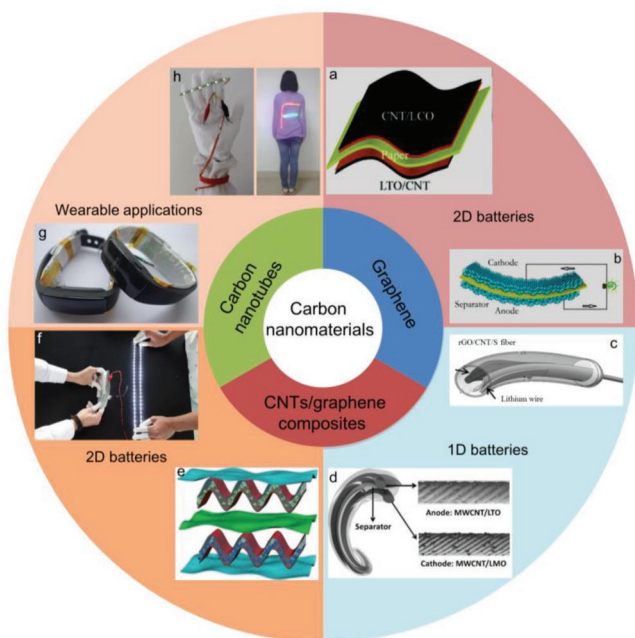 h
a
CNT/LCO
Paper
LTO/CNT
Wearable applications
2D batteries
g
b
Cathode
Separator
Anode
Carbon
nanotubes
Graphene
Carbon
nanomaterials
CNTs/graphene
composites
f
c
rGO/CNT/S fiber
Lithium wire
2D batteries
1D batteries
e
d
Separator
Anode: MWCNT/LTO
Cathode: MWCNT/LMO